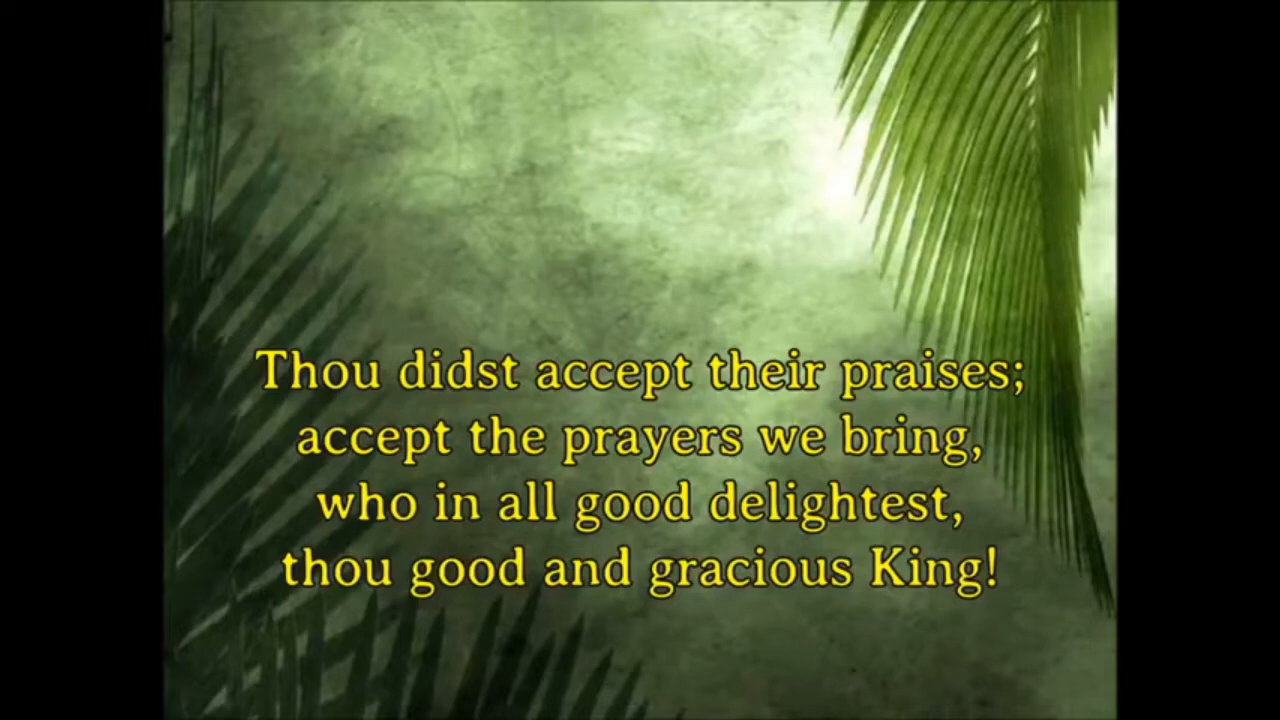 Thou didst accept their praises;
accept the prayers we bring,
who in all good delightest,
thou good and gracious King!